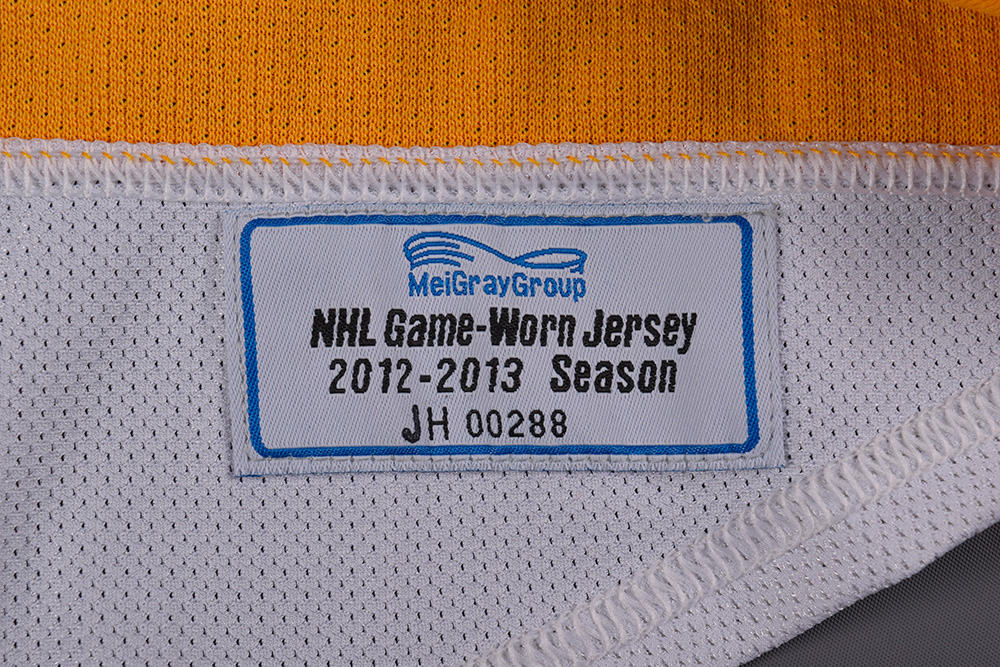 MeiGrayGroup
NHL Game-Worn Jersey
2012-2013 Season
JH 00288